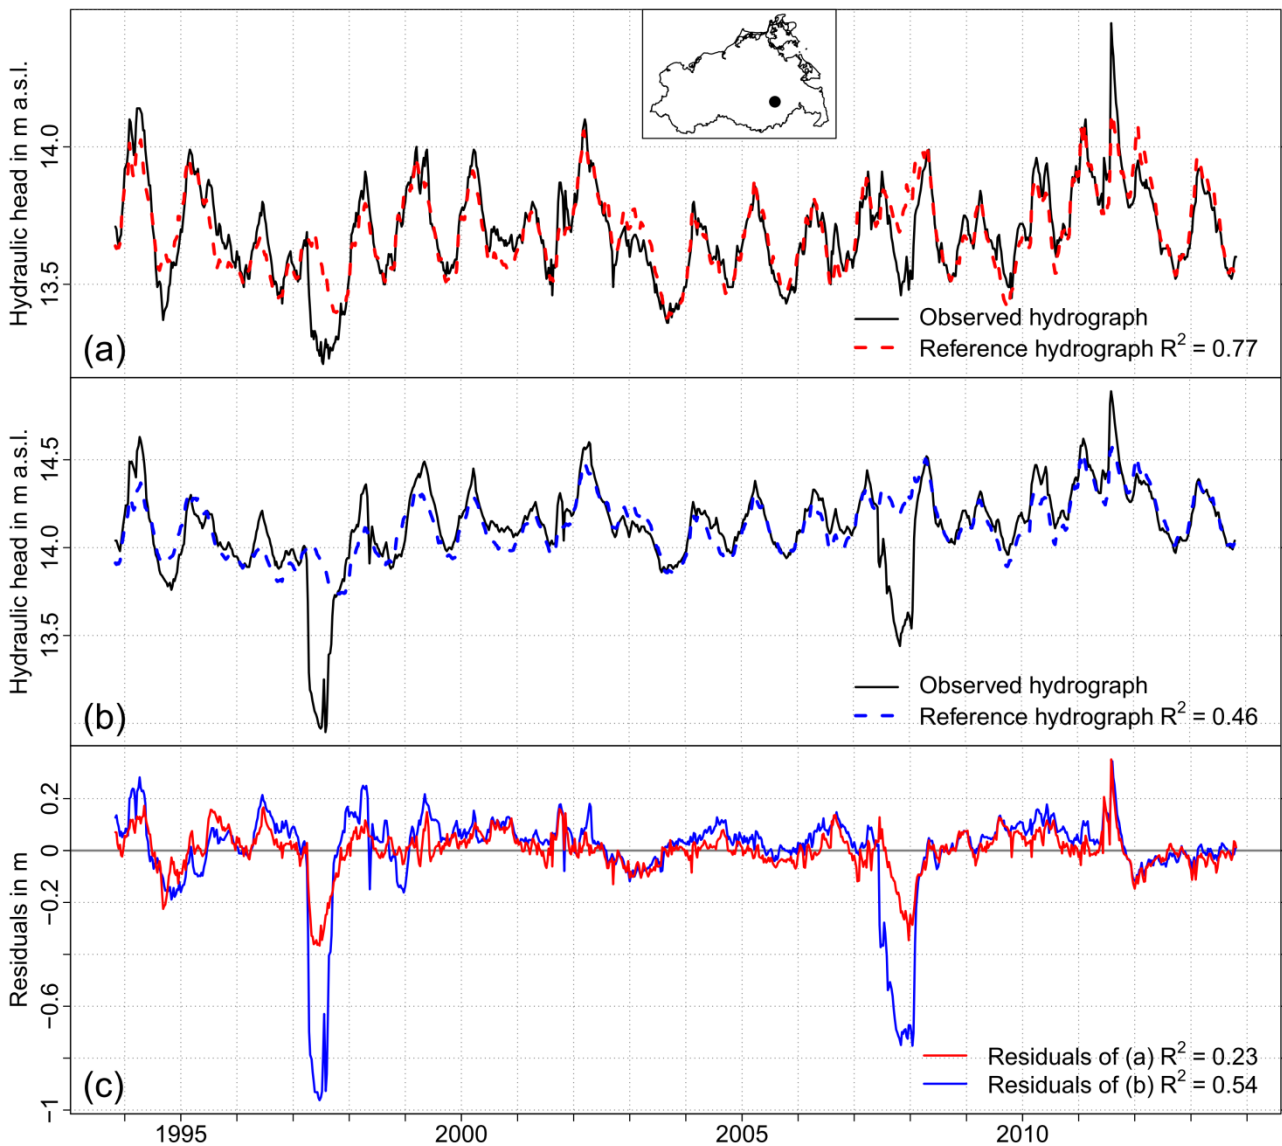 Hydraulic head in m a.s.l.
14.0
13.5
(a)
Observed hydrograph
Reference hydrograph R² = 0.77
Hydraulic head in m a.s.l.
14.5
14.0
13.5
(b)
Observed hydrograph
Reference hydrograph R² = 0.46
Residuals in m
0.2
0
−0.2
−0.6
−1
(c)
Residuals of (a) R² = 0.23
Residuals of (b) R² = 0.54
1995 2000 2005 2010